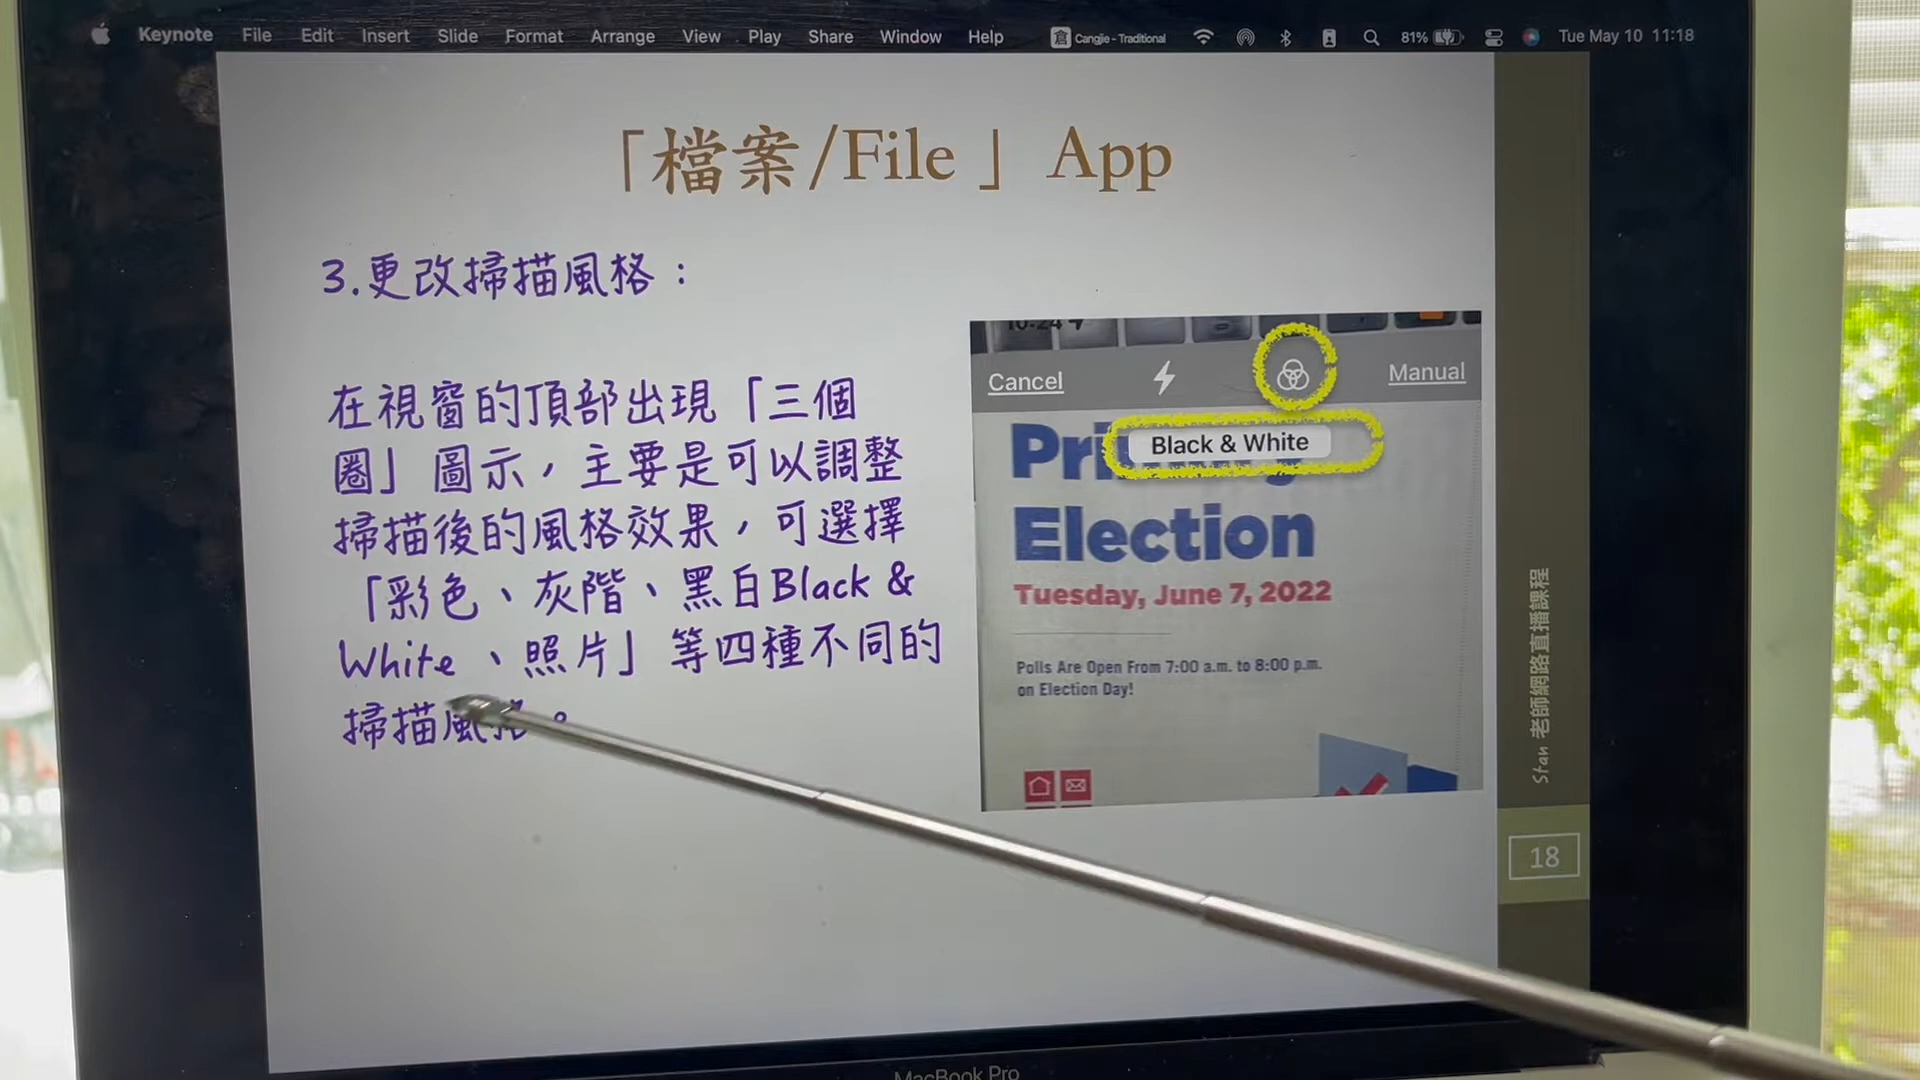 Keynote File Edit Insert Slide Format Arrange View Play Share Window Help 倉 Cangjie - Traditional 81% Tue May 10 11:18
「檔案/File」App
3.更改掃描風格：
在視窗的頂部出現「三個
圈」圖示，主要是可以調整
掃描後的風格效果，可選擇
「彩色、灰階、黑白Black &
White、照片」等四種不同的
掃描風格。
10:24
Cancel
Manual
Black & White
Election
Tuesday, June 7, 2022
Polls Are Open From 7:00 a.m. to 8:00 p.m.
on Election Day!
Stan 老師網路直播課程
18
MacBook Pro